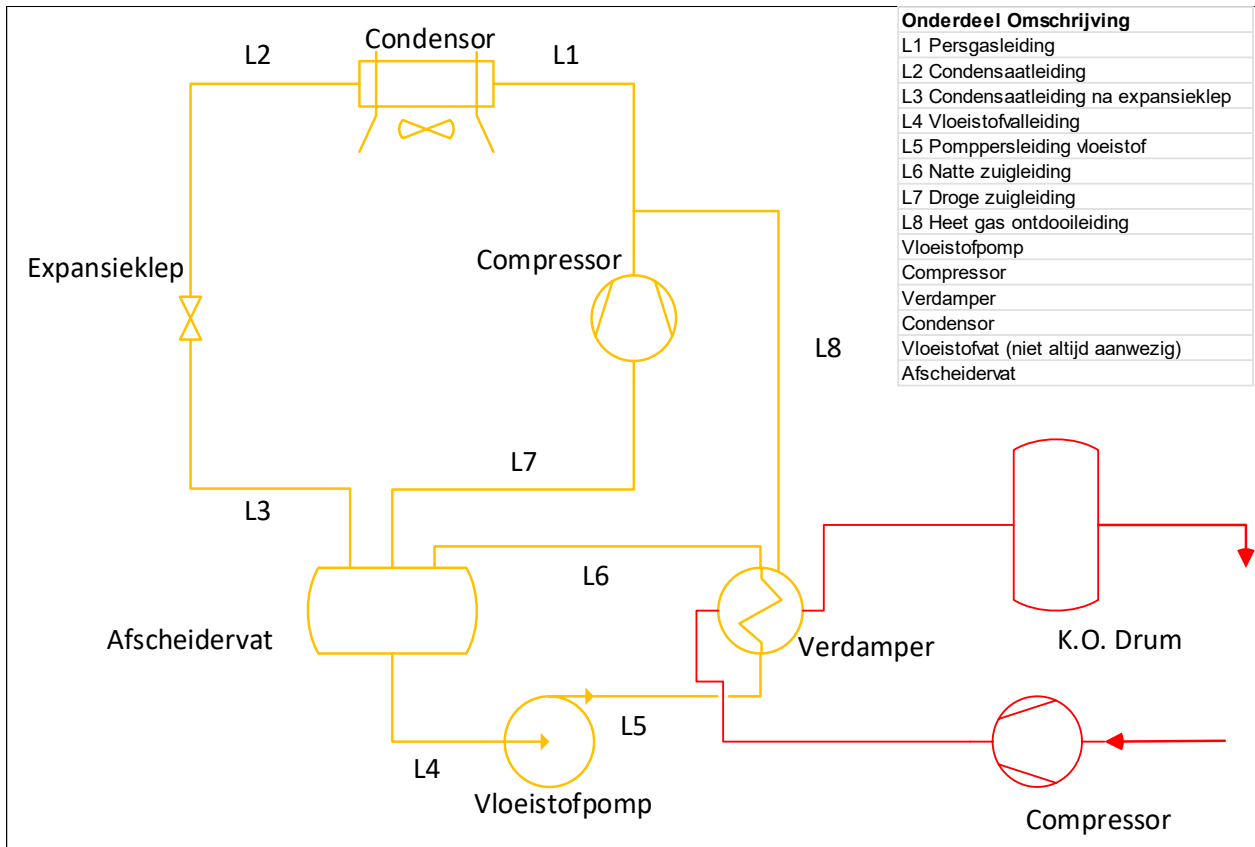 Condensor
L2
L1
Onderdeel Omschrijving
L1 Persgasleiding
L2 Condensaatleiding
L3 Condensaatleiding na expansieklep
L4 Vloeistofvalleiding
L5 Pomppersleiding vloeistof
L6 Natte zuigleiding
L7 Droge zuigleiding
L8 Heet gas ontdooileiding
Vloeistofpomp
Compressor
Verdamper
Condensor
Vloeistofvat (niet altijd aanwezig)
Afscheidervat
Expansieklep
Compressor
L8
L7
L3
L6
Afscheidervat
Verdamper
K.O. Drum
L5
L4
Vloeistofpomp
Compressor